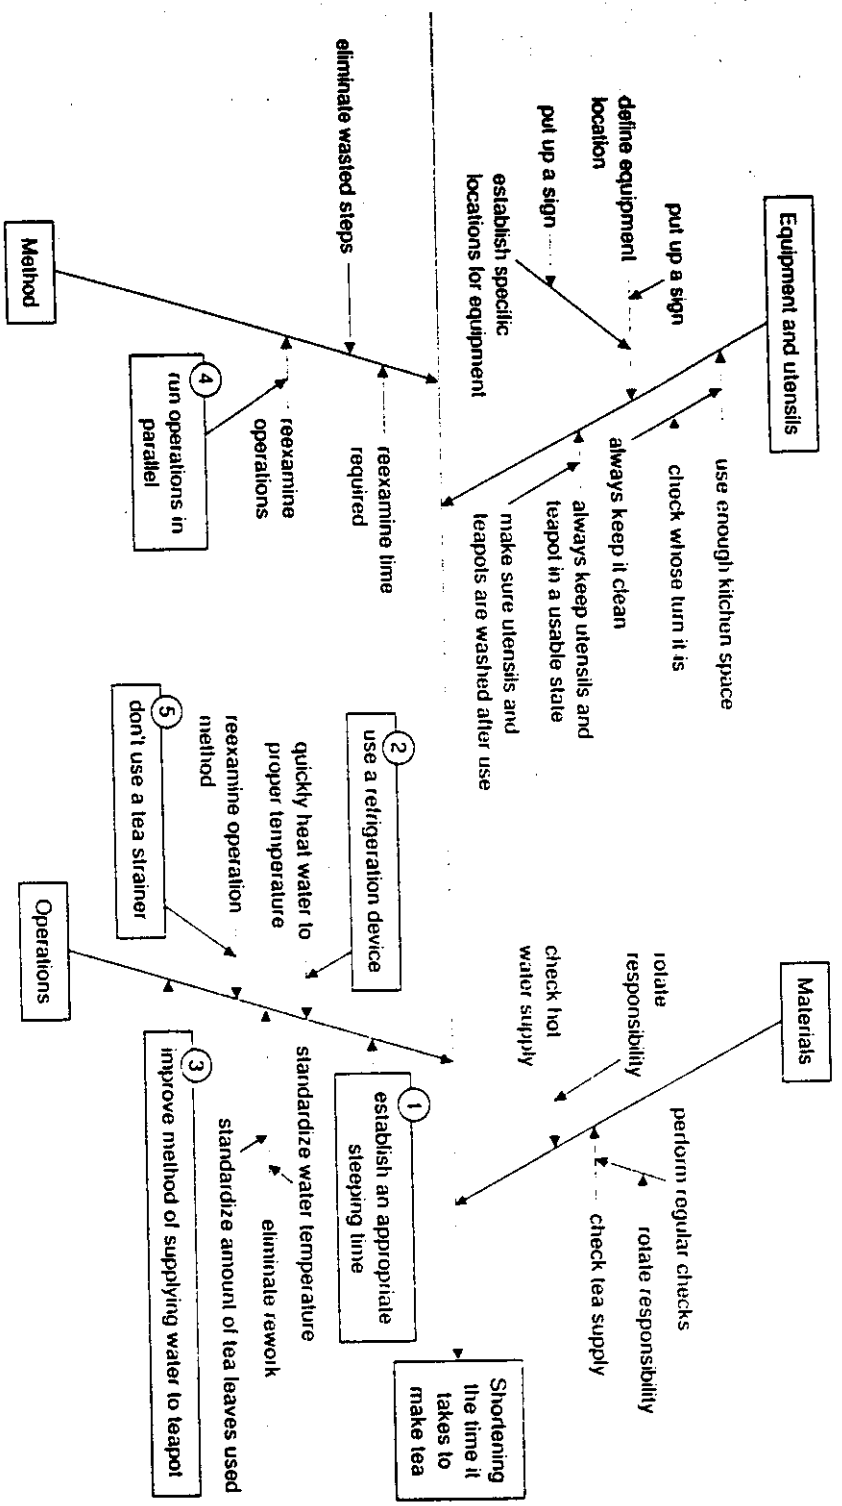 Equipment and utensils
put up a sign
define equipment
location
put up a sign
establish specific
locations for equipment
use enough kitchen space
check whose turn it is
always keep it clean
always keep utensils and
teapot in a usable state
make sure utensils and
teapots are washed after use
Materials
rotate
responsibility
check hot
water supply
perform regular checks
rotate responsibility
check tea supply
Shortening
the time it
takes to
make tea
eliminate wasted steps
reexamine time
required
reexamine
operations
4
run operations in
parallel
Method
2
use a refrigeration device
quickly heat water to
proper temperature
reexamine operation
method
5
don't use a tea strainer
1
establish an appropriate
steeping time
standardize water temperature
eliminate rework
standardize amount of tea leaves used
3
improve method of supplying water to teapot
Operations